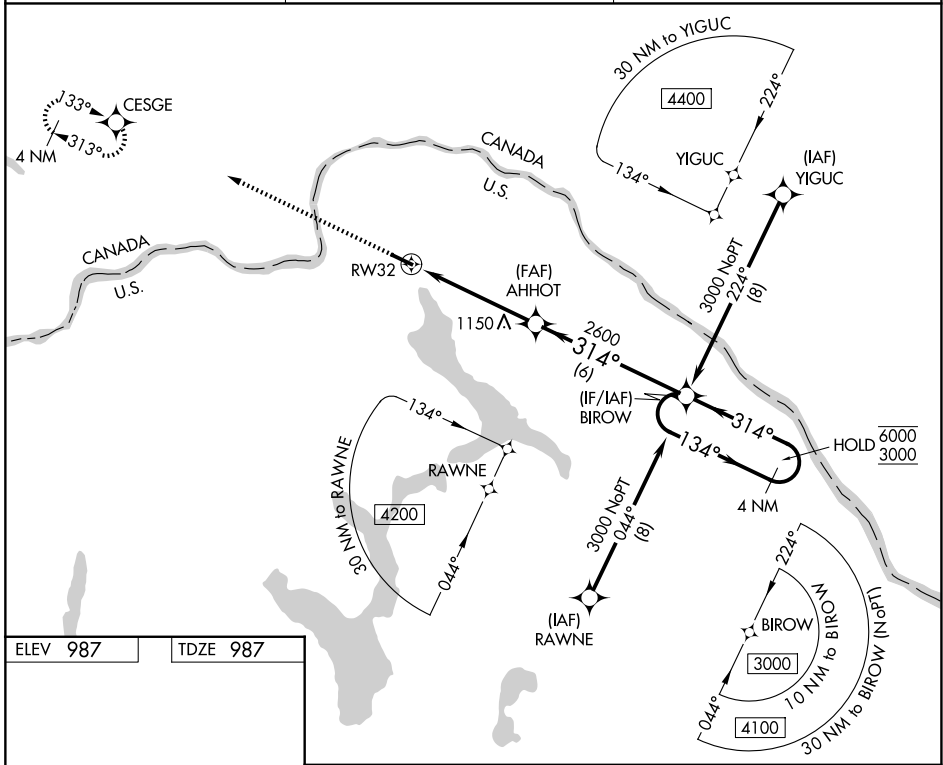 133°
CESGE
313°
4 NM
CANADA
U.S.
CANADA
U.S.
30 NM to YIGUC
4400
224°
134°
YIGUC
(IAF)
YIGUC
3000 NoPT
224°
(8)
RW32
(FAF)
AHHOT
1150
2600
314°
(6)
(IF/IAF)
BIROW
314°
134°
HOLD 6000
3000
4 NM
134°
RAWNE
30 NM to RAWNE
4200
044°
3000 NoPT
044°
(8)
(IAF)
RAWNE
224°
BIROW
3000
10 NM to BIROW
044°
4100
30 NM to BIROW (NoPT)
ELEV 987
TDZE 987